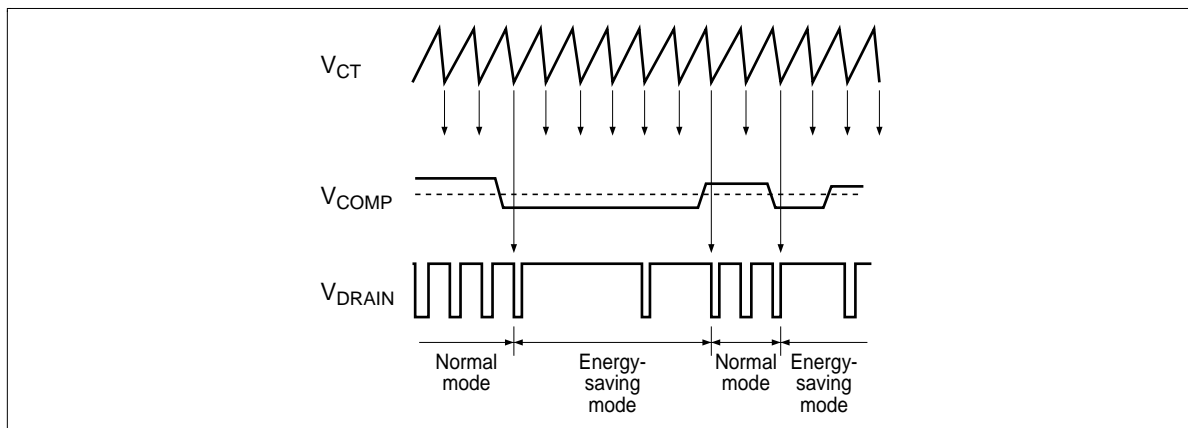 VCT
VCOMP
VDRAIN
Normal
mode
Energy-
saving
mode
Normal
mode
Energy-
saving mode